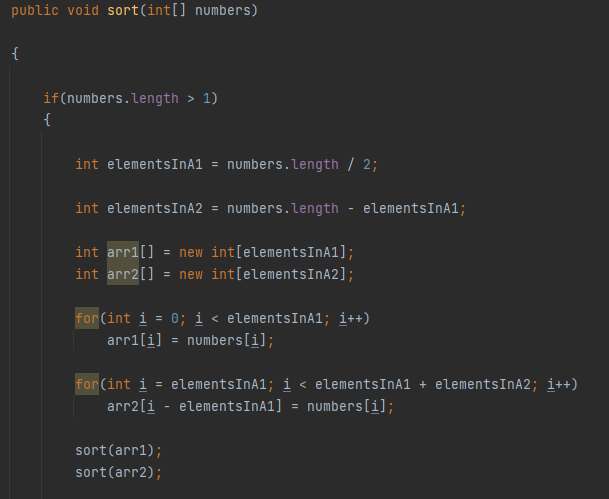 public void sort(int[] numbers)
{
if(numbers.length > 1)
{
int elementsInA1 = numbers.length / 2;
int elementsInA2 = numbers.length - elementsInA1;
int arr1[] = new int[elementsInA1];
int arr2[] = new int[elementsInA2];
for(int i = 0; i < elementsInA1; i++)
arr1[i] = numbers[i];
for(int i = elementsInA1; i < elementsInA1 + elementsInA2; i++)
arr2[i - elementsInA1] = numbers[i];
sort(arr1);
sort(arr2);